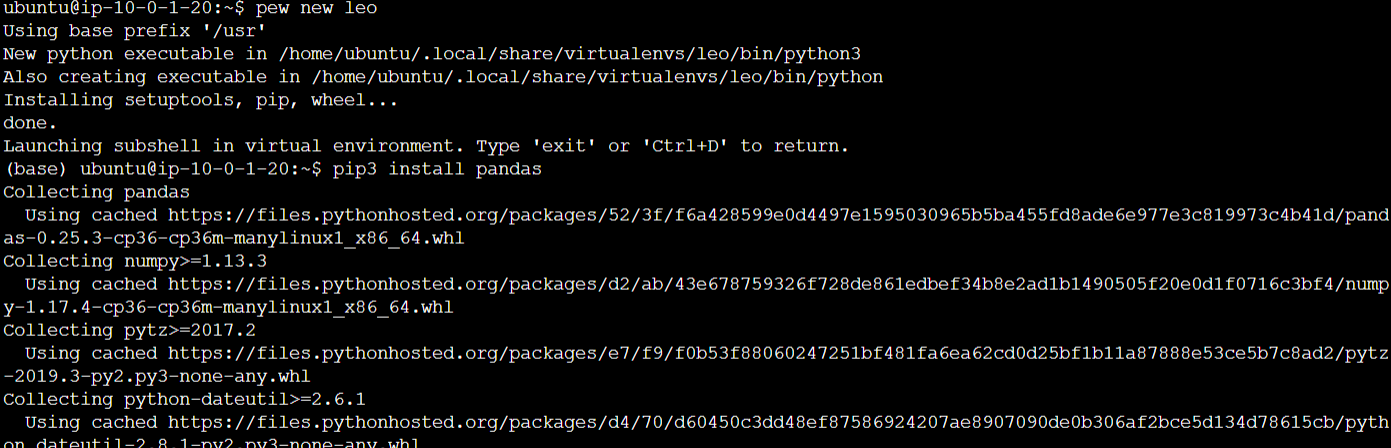 ubuntu@ip-10-0-1-20:~$ pew new leo
Using base prefix '/usr'
New python executable in /home/ubuntu/.local/share/virtualenvs/leo/bin/python3
Also creating executable in /home/ubuntu/.local/share/virtualenvs/leo/bin/python
Installing setuptools, pip, wheel...
done.
Launching subshell in virtual environment. Type 'exit' or 'Ctrl+D' to return.
(base) ubuntu@ip-10-0-1-20:~$ pip3 install pandas
Collecting pandas
  Using cached https://files.pythonhosted.org/packages/52/3f/f6a428599e0d4497e1595030965b5ba455fd8ade6e977e3c819973c4b41d/pand
as-0.25.3-cp36-cp36m-manylinux1_x86_64.whl
Collecting numpy>=1.13.3
  Using cached https://files.pythonhosted.org/packages/d2/ab/43e678759326f728de861edbef34b8e2ad1b1490505f20e0d1f0716c3bf4/nump
y-1.17.4-cp36-cp36m-manylinux1_x86_64.whl
Collecting pytz>=2017.2
  Using cached https://files.pythonhosted.org/packages/e7/f9/f0b53f88060247251bf481fa6ea62cd0d25bf1b11a87888e53ce5b7c8ad2/pytz
-2019.3-py2.py3-none-any.whl
Collecting python-dateutil>=2.6.1
  Using cached https://files.pythonhosted.org/packages/d4/70/d60450c3dd48ef87586924207ae8907090de0b306af2bce5d134d78615cb/pyth
on_dateutil-2.8.1-py2.py3-none-any.whl